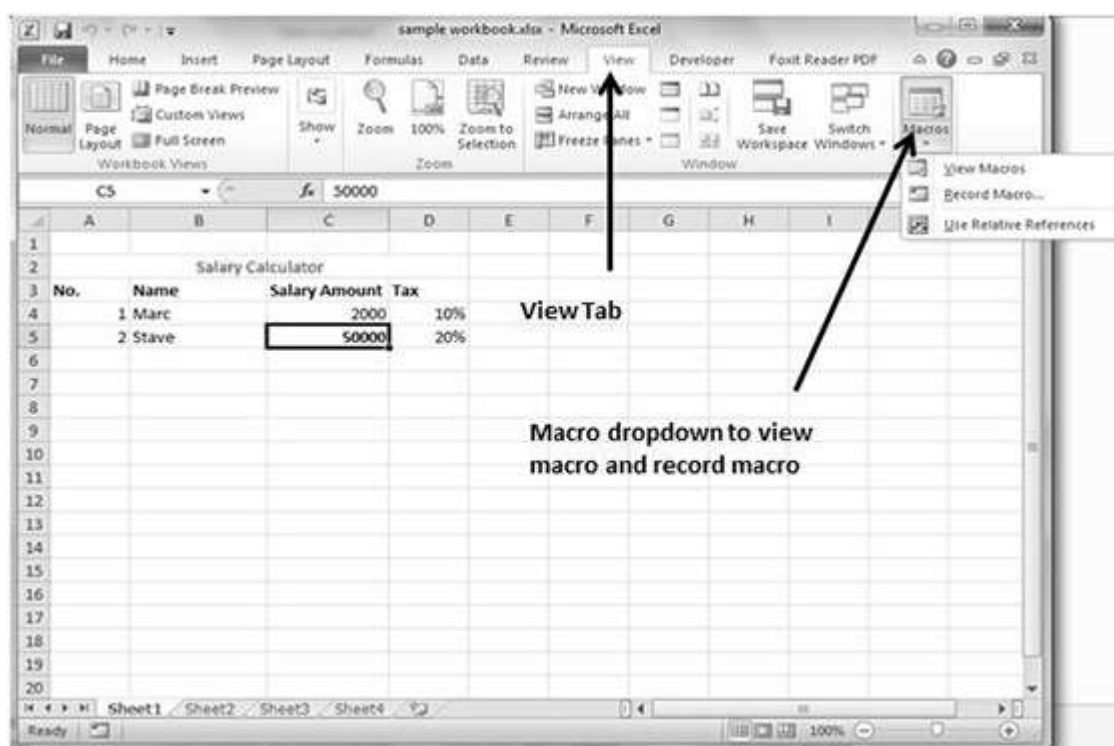 sample workbook.xlsx - Microsoft Excel
File Home Insert Page Layout Formulas Data Review View Developer Foxit Reader PDF
Normal Page Layout Page Break Preview Custom Views Full Screen
Workbook Views
Show Zoom 100% Zoom to Selection
Zoom
New Window Arrange All Freeze Panes
Save Workspace Switch Windows
Window
Macros
View Macros
Record Macro...
Use Relative References
C5 fx 50000
A B C D E F G H I
1
2 Salary Calculator
3 No. Name Salary Amount Tax
4 1 Marc 2000 10%
5 2 Stave 50000 20%
6
7
8
9
10
11
12
13
14
15
16
17
18
19
20
View Tab
Macro dropdown to view
macro and record macro
Sheet1 Sheet2 Sheet3 Sheet4
Ready 100%